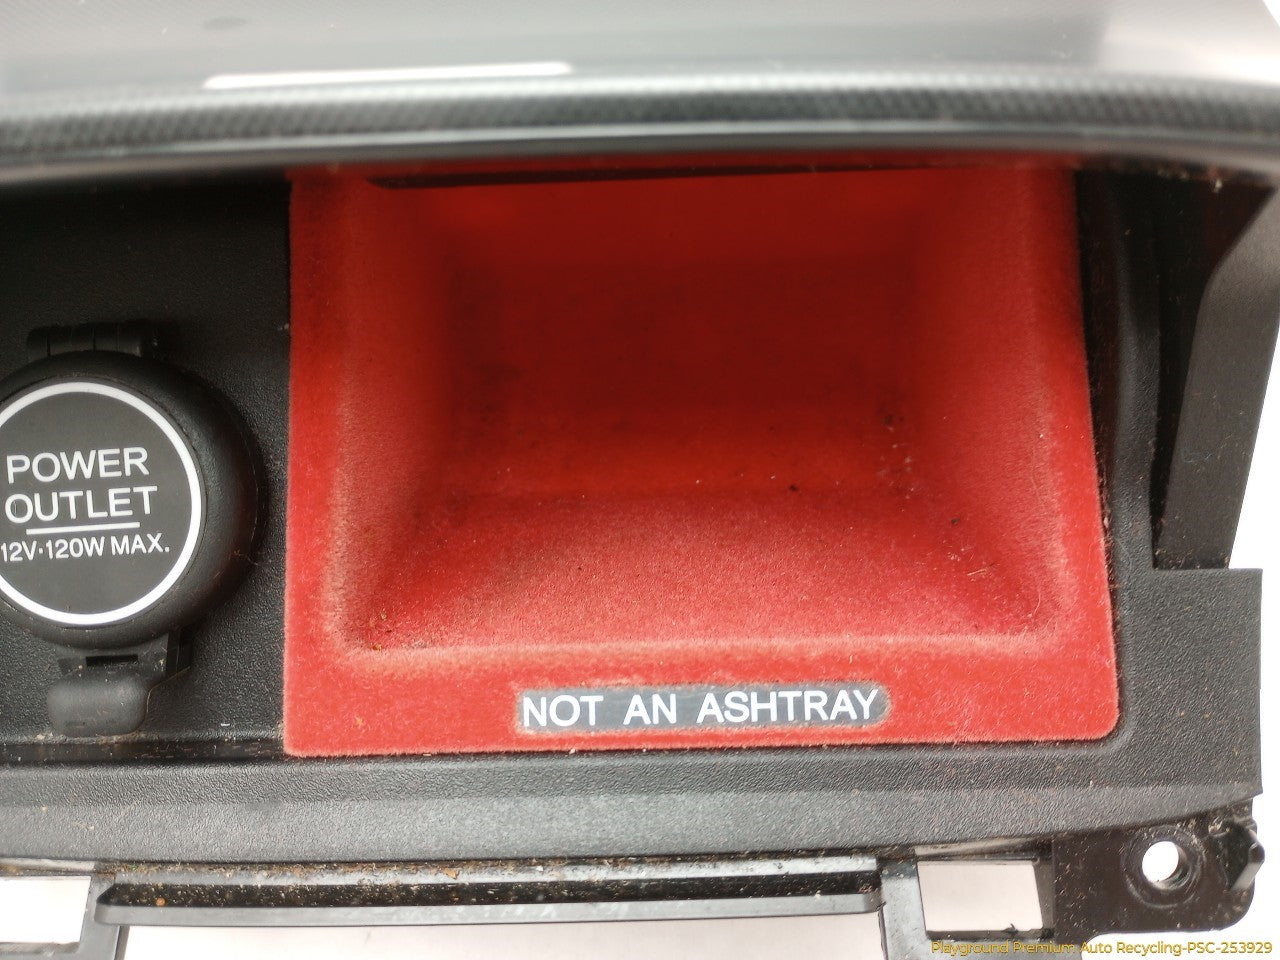 POWER
OUTLET
12V·120W MAX.
NOT AN ASHTRAY
Playground Premium Auto Recycling-PSC-253929